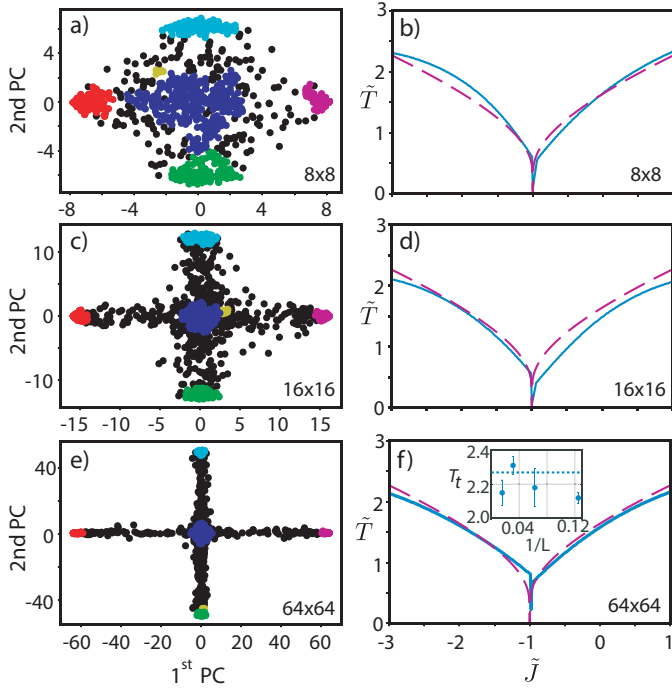 a)
2nd PC
4
0
-4
-8
-4
0
4
8
8x8
b)
T̃
3
2
1
0
8x8
c)
2nd PC
10
0
-10
-15
-10
-5
0
5
10
15
16x16
d)
T̃
3
2
1
0
16x16
e)
2nd PC
40
0
-40
-60
-40
-20
0
20
40
60
64x64
1st PC
f)
T̃
3
2
1
0
-3
-2
-1
0
1
J̃
64x64
Tt
2.4
2.2
2.0
0.04
0.12
1/L